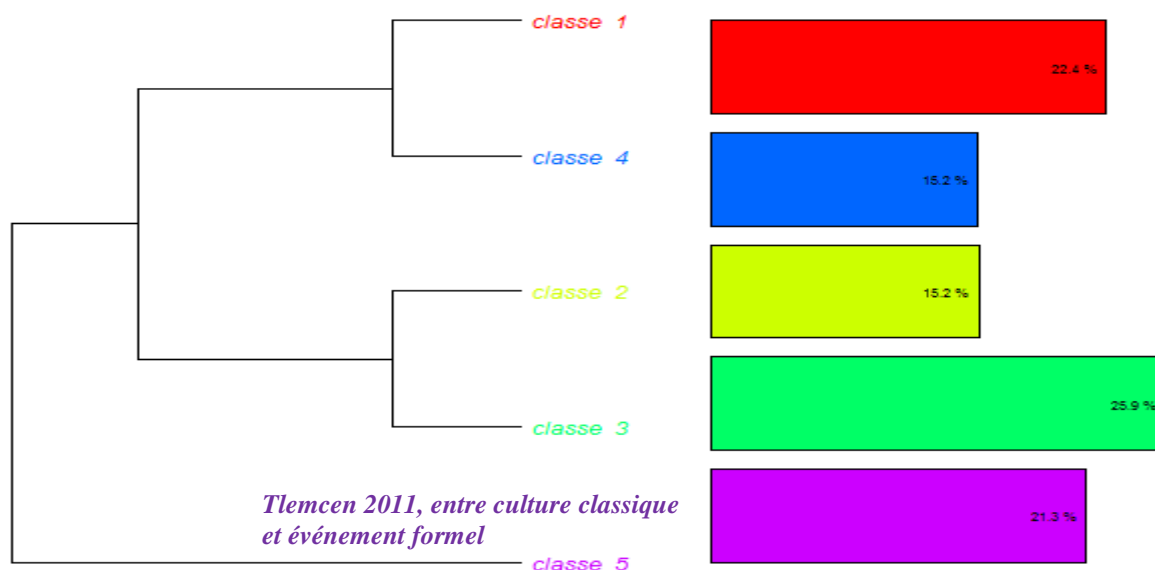 classe 1
22.4 %
classe 4
15.2 %
classe 2
15.2 %
classe 3
25.9 %
Tlemcen 2011, entre culture classique
et événement formel
21.3 %
classe 5